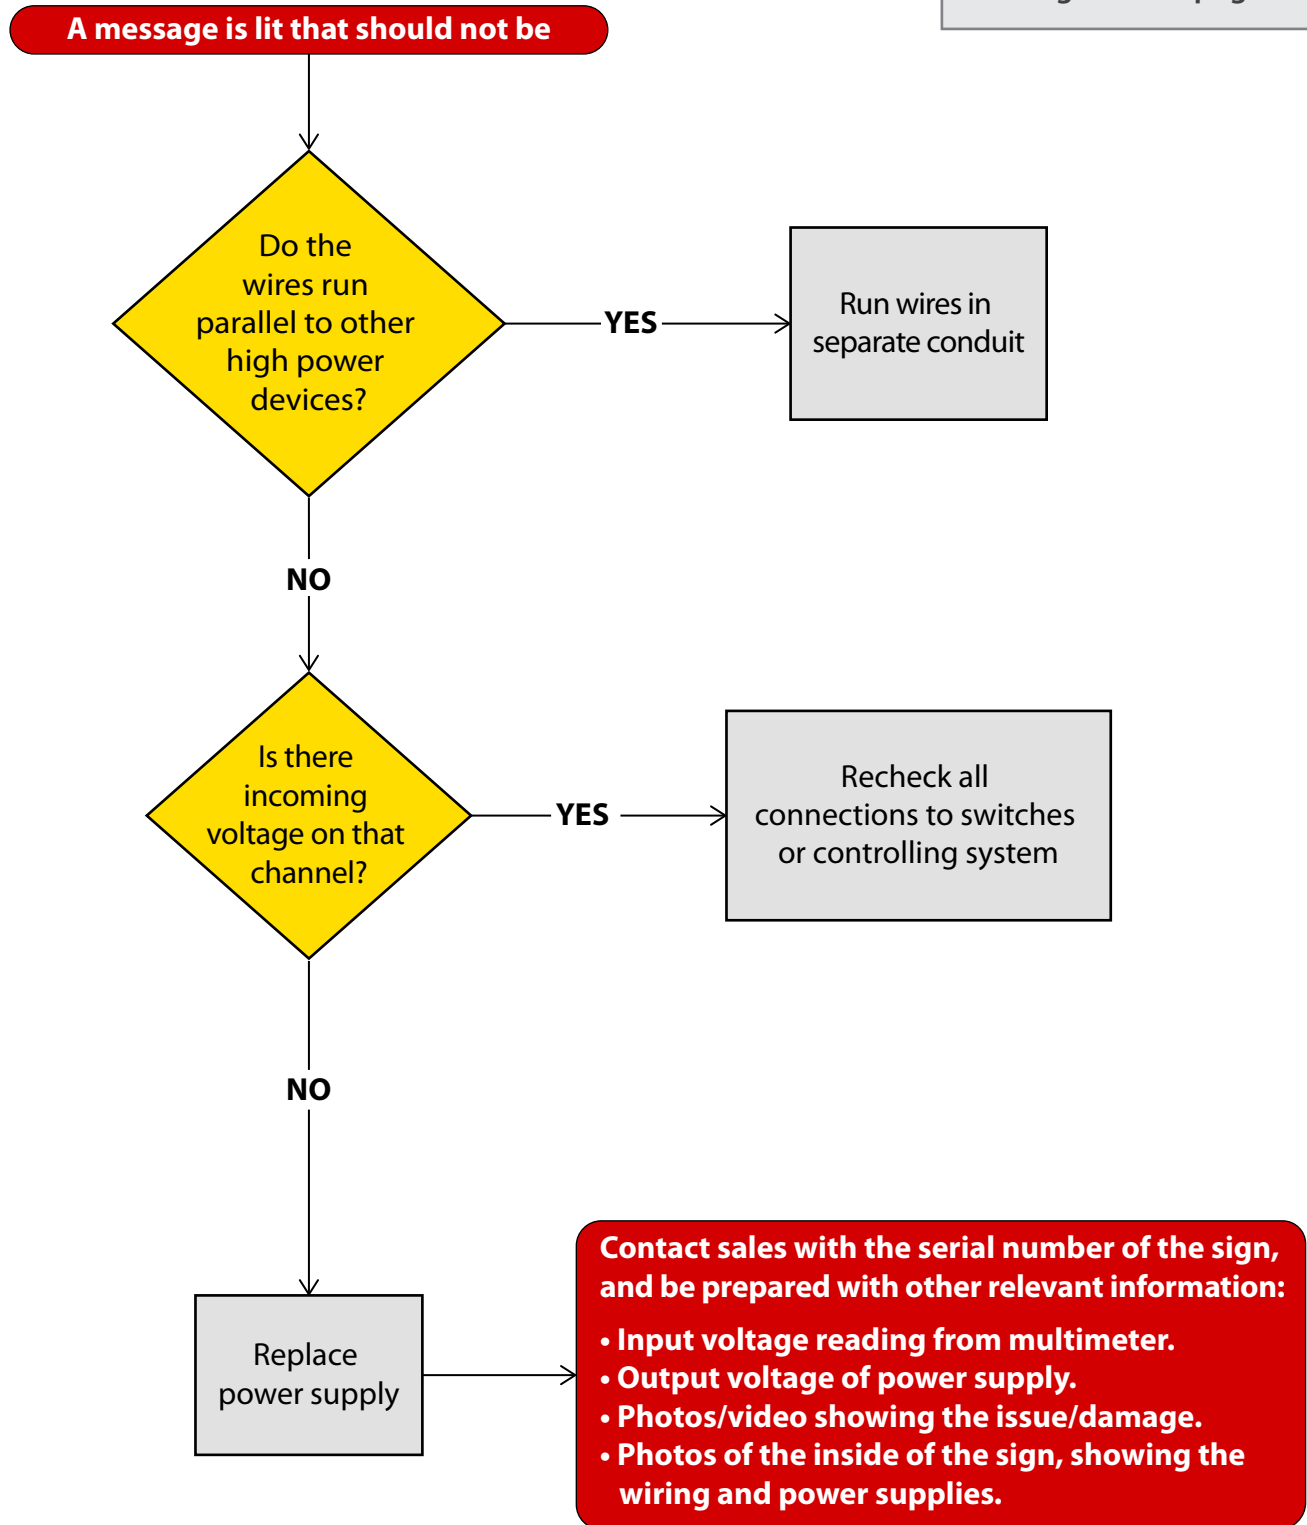 A message is lit that should not be
Do the
wires run
parallel to other
high power
devices?
YES
Run wires in
separate conduit
NO
Is there
incoming
voltage on that
channel?
YES
Recheck all
connections to switches
or controlling system
NO
Replace
power supply
Contact sales with the serial number of the sign,
and be prepared with other relevant information:
• Input voltage reading from multimeter.
• Output voltage of power supply.
• Photos/video showing the issue/damage.
• Photos of the inside of the sign, showing the
wiring and power supplies.